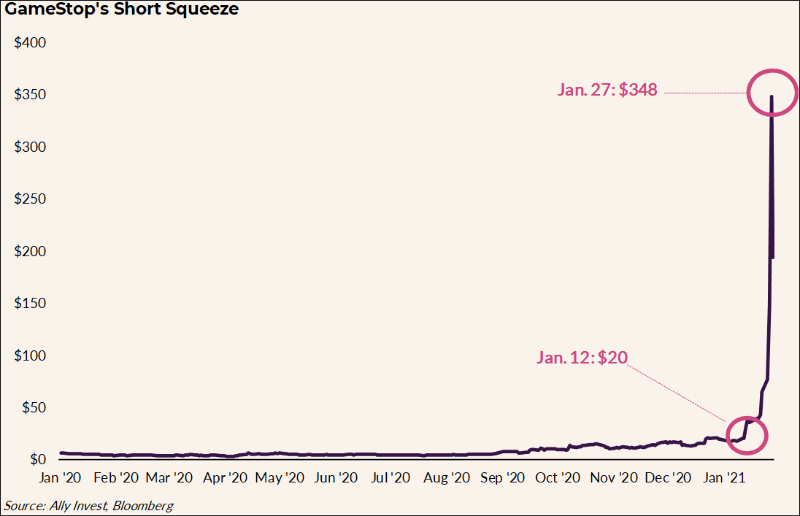 GameStop's Short Squeeze
$400
Jan. 27: $348
$350
$300
$250
$200
$150
Jan. 12: $20
$100
$50
$0
Jan '20 Feb '20 Mar '20 Apr '20 May '20 Jun '20 Jul '20 Aug '20 Sep '20 Oct '20 Nov '20 Dec '20 Jan '21
Source: Ally Invest, Bloomberg